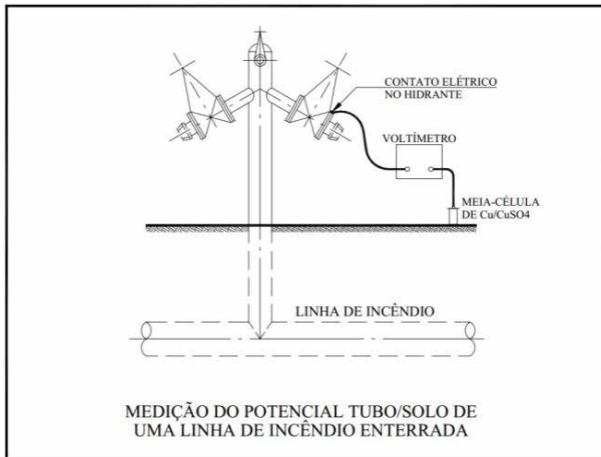 CONTATO ELÉTRICO
NO HIDRANTE
VOLTÍMETRO
MEIA-CÉLULA
DE Cu/CuSO4
LINHA DE INCÊNDIO
MEDIÇÃO DO POTENCIAL TUBO/SOLO DE
UMA LINHA DE INCÊNDIO ENTERRADA